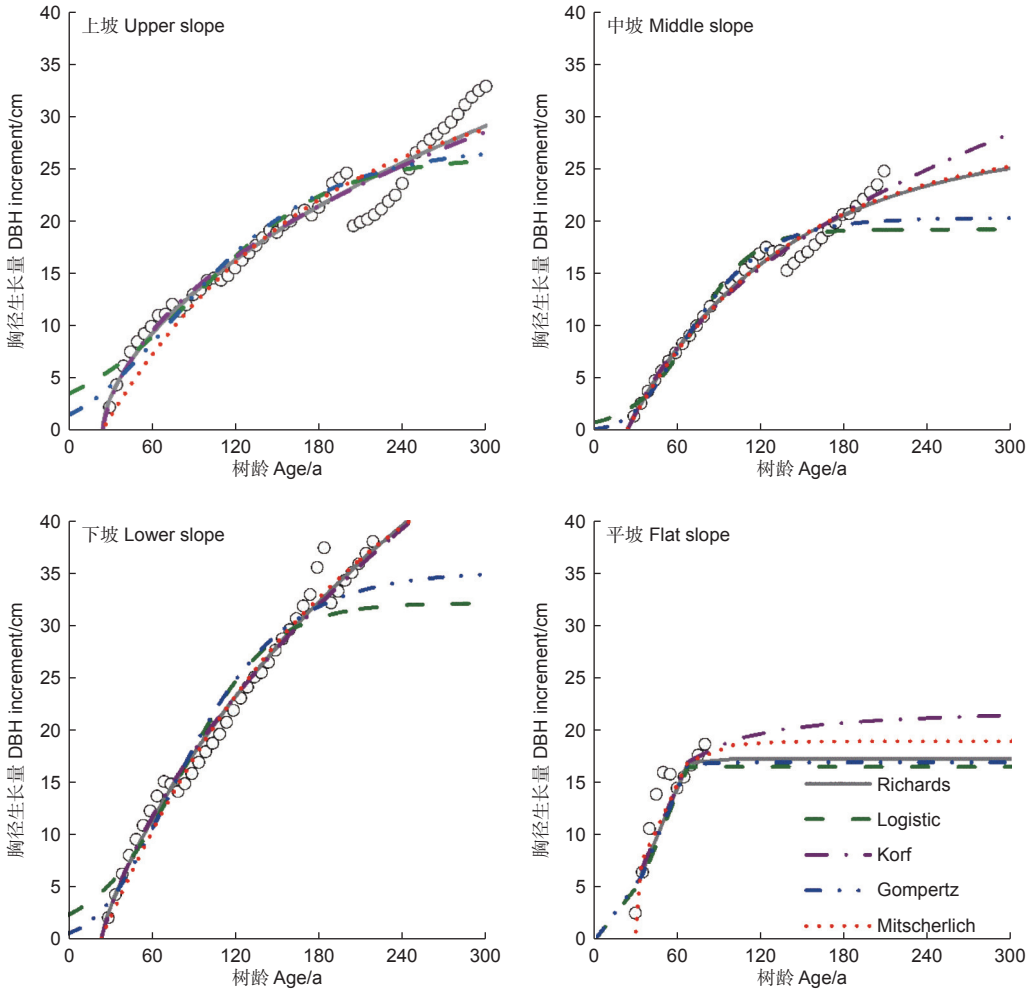 上坡 Upper slope
胸径生长量 DBH increment/cm
40
35
30
25
20
15
10
5
0
0 60 120 180 240 300
树龄 Age/a
中坡 Middle slope
胸径生长量 DBH increment/cm
40
35
30
25
20
15
10
5
0
0 60 120 180 240 300
树龄 Age/a
下坡 Lower slope
胸径生长量 DBH increment/cm
40
35
30
25
20
15
10
5
0
0 60 120 180 240 300
树龄 Age/a
平坡 Flat slope
胸径生长量 DBH increment/cm
40
35
30
25
20
15
10
5
0
0 60 120 180 240 300
树龄 Age/a
Richards
Logistic
Korf
Gompertz
Mitscherlich